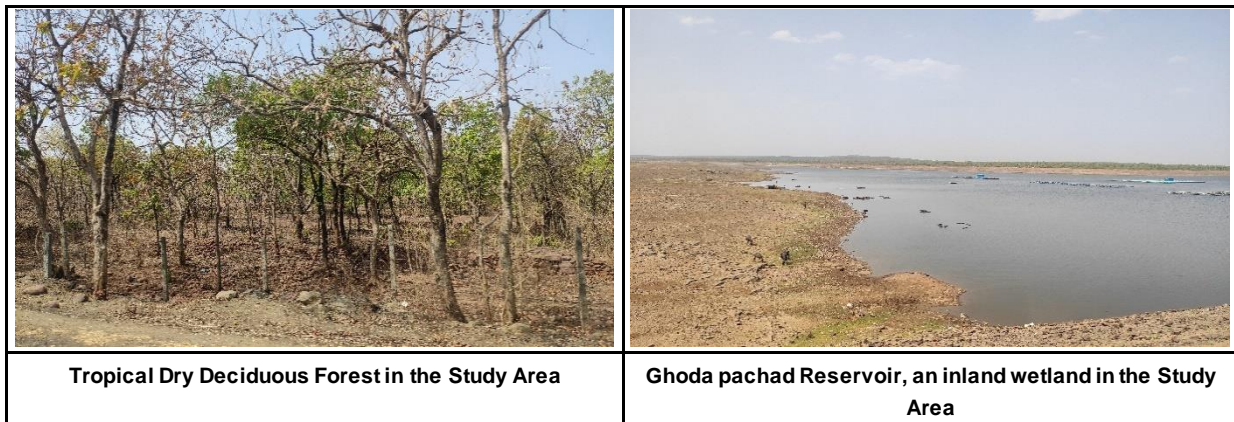 Tropical Dry Deciduous Forest in the Study Area
Ghoda pachad Reservoir, an inland wetland in the Study
Area